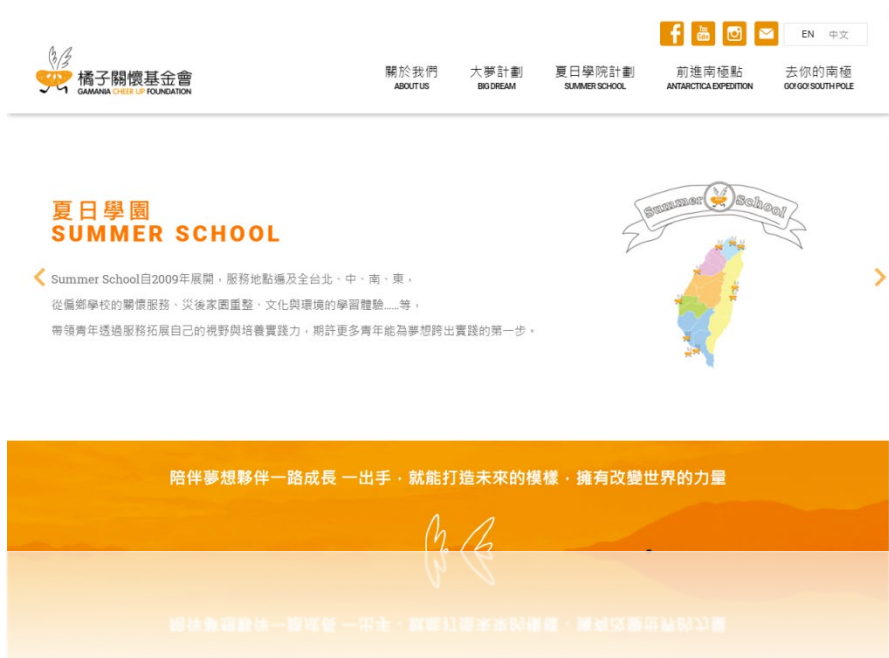 EN 中文
橘子關懷基金會
GAMANIA CHEER UP FOUNDATION
關於我們
ABOUT US
大夢計劃
BIG DREAM
夏日學院計劃
SUMMER SCHOOL
前進南極點
ANTARCTICA EXPEDITION
去你的南極
GO! GO! SOUTH POLE
夏日學園
SUMMER SCHOOL
Summer School自2009年展開，服務地點遍及全台北、中、南、東，
從偏鄉學校的關懷服務、災後家園重整、文化與環境的學習體驗......等，
帶領青年透過服務拓展自己的視野與培養實踐力，期許更多青年能為夢想跨出實踐的第一步。
Summer School
陪伴夢想夥伴一路成長 一出手．就能打造未來的模樣．擁有改變世界的力量